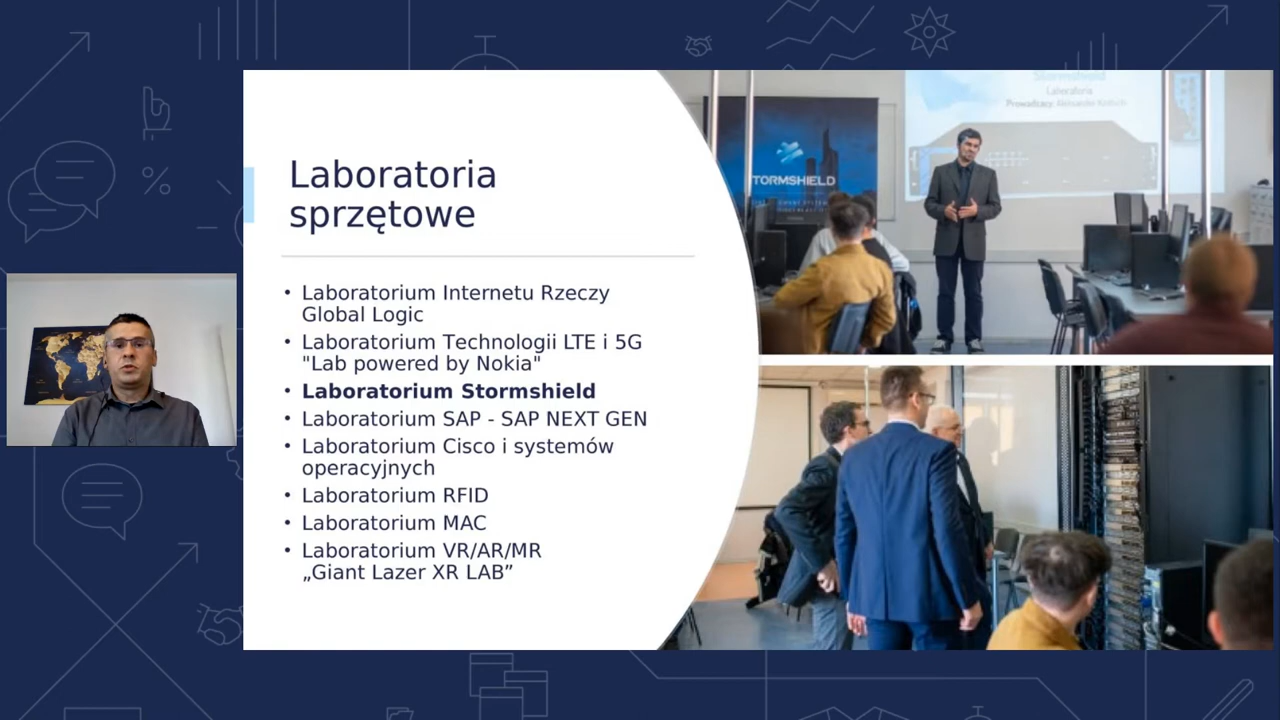 Laboratoria
sprzętowe
• Laboratorium Internetu Rzeczy
Global Logic
• Laboratorium Technologii LTE i 5G
"Lab powered by Nokia"
• Laboratorium Stormshield
• Laboratorium SAP - SAP NEXT GEN
• Laboratorium Cisco i systemów
operacyjnych
• Laboratorium RFID
• Laboratorium MAC
• Laboratorium VR/AR/MR
„Giant Lazer XR LAB”
Stormshield
Laboratoria
Prowadzący: Aleksander
TORMSHIELD